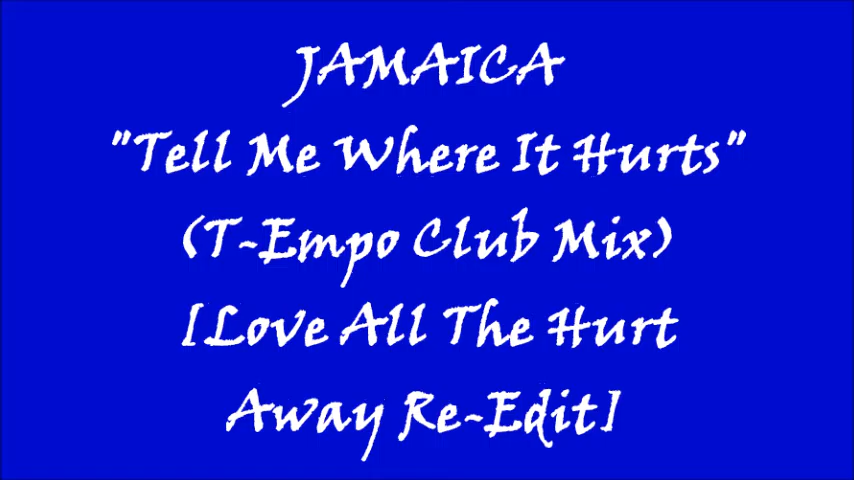 JAMAICA
"Tell Me Where It Hurts"
(T-Empo Club Mix)
[Love All The Hurt
Away Re-Edit]